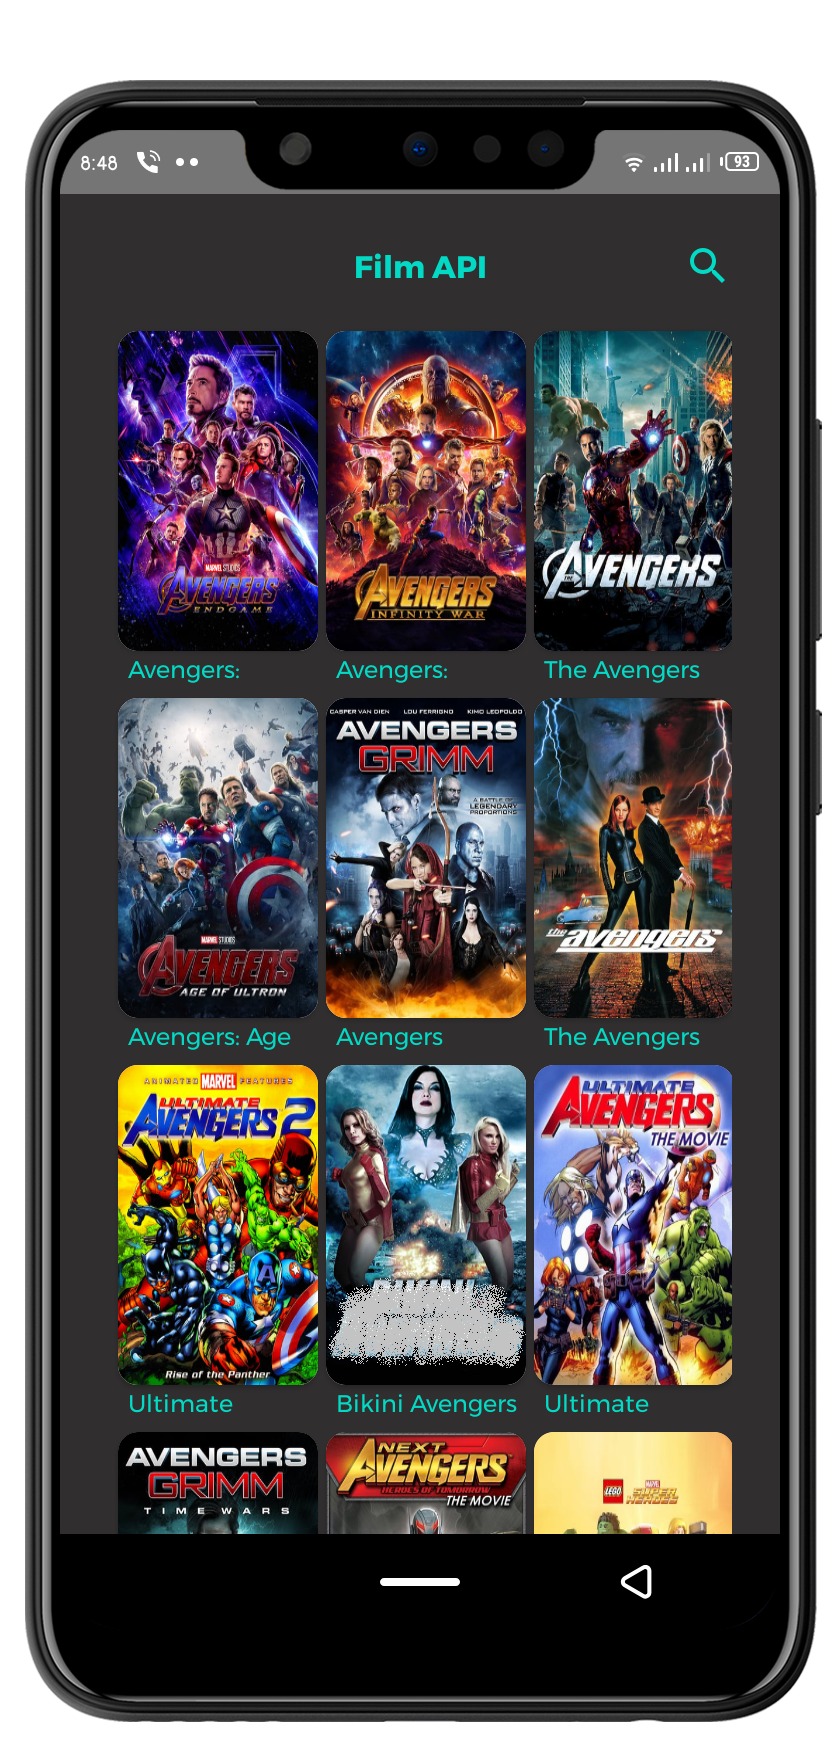 8:48
93
Film API
MARVEL STUDIOS
AVENGERS
ENDGAME
AVENGERS
INFINITY WAR
THE
AVENGERS
Avengers:
Avengers:
The Avengers
MARVEL STUDIOS
AVENGERS
AGE OF ULTRON
CASPER VAN DIEN LOU FERRIGNO KIMO LEOPOLDO
AVENGERS
GRIMM
A BATTLE OF
LEGENDARY
PROPORTIONS
the
avengers
Avengers: Age
Avengers
The Avengers
ANIMATED MARVEL FEATURES
ULTIMATE
AVENGERS 2
Rise of the Panther
ULTIMATE
AVENGERS
THE MOVIE
Ultimate
Bikini Avengers
Ultimate
AVENGERS
GRIMM
TIME WARS
NEXT
AVENGERS
HEROES OF TOMORROW
THE MOVIE
LEGO
MARVEL
SUPER
HEROES